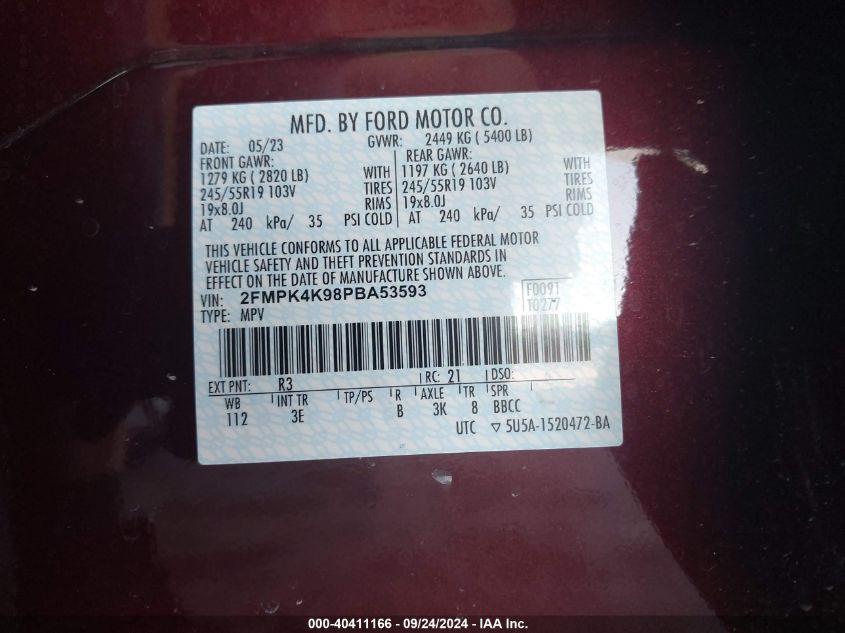 MFD. BY FORD MOTOR CO.
DATE: 05/23 GVWR: 2449 KG ( 5400 LB)
FRONT GAWR: REAR GAWR:
1279 KG ( 2820 LB) WITH 1197 KG ( 2640 LB) WITH
245/55R19 103V TIRES 245/55R19 103V TIRES
19x8.0J RIMS 19x8.0J RIMS
AT 240 kPa/ 35 PSI COLD AT 240 kPa/ 35 PSI COLD
THIS VEHICLE CONFORMS TO ALL APPLICABLE FEDERAL MOTOR
VEHICLE SAFETY AND THEFT PREVENTION STANDARDS IN
EFFECT ON THE DATE OF MANUFACTURE SHOWN ABOVE.
VIN: 2FMPK4K98PBA53593 F0091
TYPE: MPV T0277
EXT PNT: R3 RC: 21 DSO:
WB INT TR TP/PS R AXLE TR SPR
112 3E B 3K 8 BBCC
UTC ▽ 5U5A-1520472-BA
000-40411166 - 09/24/2024 - IAA Inc.